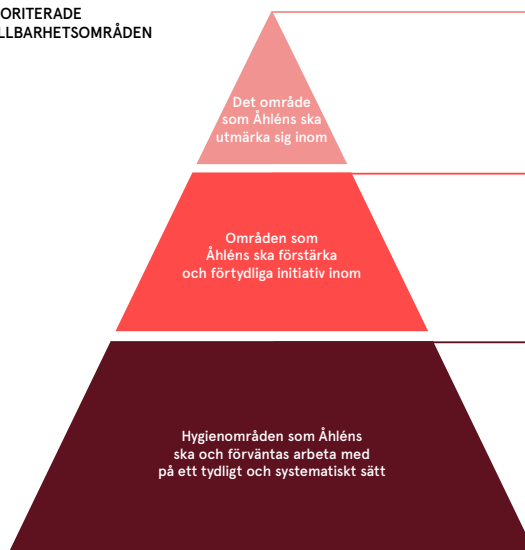 ORITERADE
LLBARHETSOMRÅDEN
Det område
som Åhléns ska
utmärka sig inom
Områden som
Åhléns ska förstärka
och förtydliga initiativ inom
Hygienområden som Åhléns
ska och förväntas arbeta med
på ett tydligt och systematiskt sätt